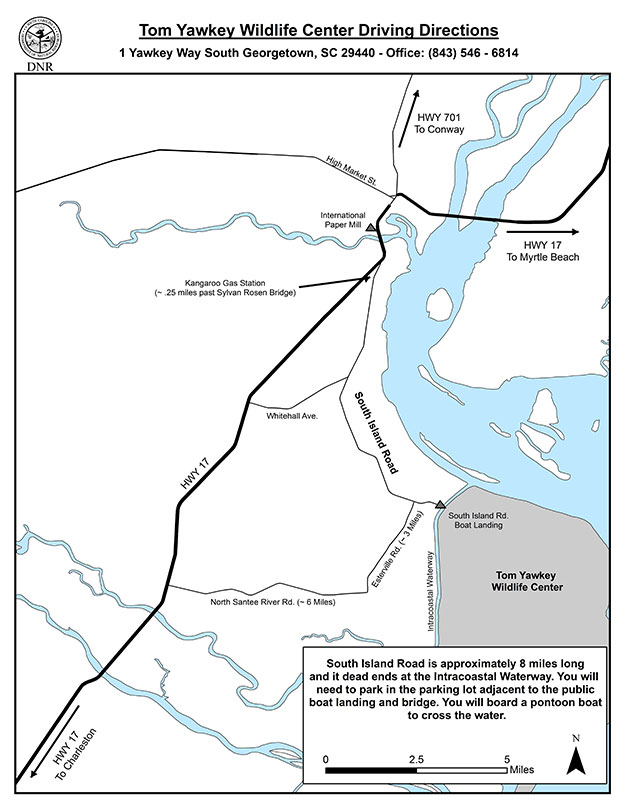 Tom Yawkey Wildlife Center Driving Directions
1 Yawkey Way South Georgetown, SC 29440 - Office: (843) 546 - 6814
DNR
HWY 701
To Conway
High Market St.
International
Paper Mill
HWY 17
To Myrtle Beach
Kangaroo Gas Station
(~ .25 miles past Sylvan Rosen Bridge)
South Island Road
Whitehall Ave.
HWY 17
South Island Rd.
Boat Landing
Esterville Rd. (~ 3 Miles)
Intracoastal Waterway
Tom Yawkey
Wildlife Center
North Santee River Rd. (~ 6 Miles)
South Island Road is approximately 8 miles long
and it dead ends at the Intracoastal Waterway. You will
need to park in the parking lot adjacent to the public
boat landing and bridge. You will board a pontoon boat
to cross the water.
HWY 17
To Charleston
N
0 2.5 5
Miles